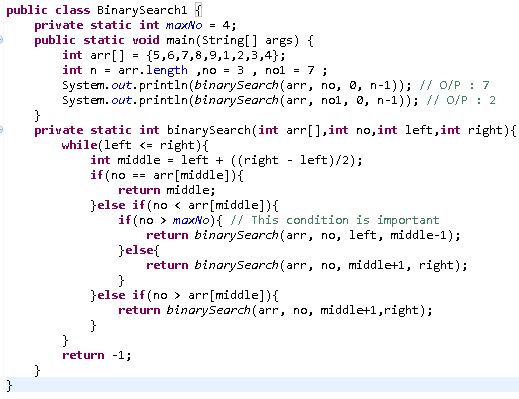 public class BinarySearch1 {
    private static int maxNo = 4;
    public static void main(String[] args) {
        int arr[] = {5,6,7,8,9,1,2,3,4};
        int n = arr.length ,no = 3 , no1 = 7 ;
        System.out.println(binarySearch(arr, no, 0, n-1)); // O/P : 7
        System.out.println(binarySearch(arr, no1, 0, n-1)); // O/P : 2
    }
    private static int binarySearch(int arr[],int no,int left,int right){
        while(left <= right){
            int middle = left + ((right - left)/2);
            if(no == arr[middle]){
                return middle;
            }else if(no < arr[middle]){
                if(no > maxNo){ // This condition is important
                    return binarySearch(arr, no, left, middle-1);
                }else{
                    return binarySearch(arr, no, middle+1, right);
                }
            }else if(no > arr[middle]){
                return binarySearch(arr, no, middle+1,right);
            }
        }
        return -1;
    }
}